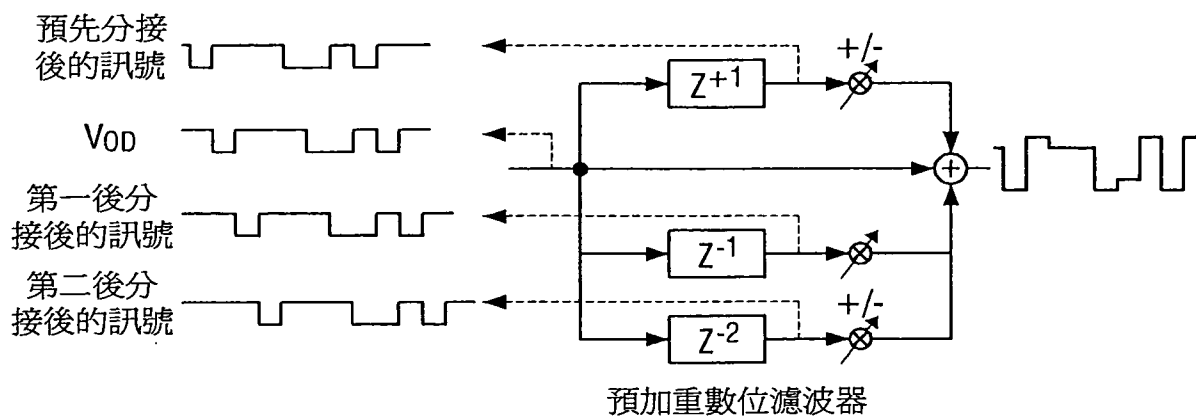 預先分接
後的訊號
VOD
第一後分
接後的訊號
第二後分
接後的訊號
+/-
Z+1
+
Z-1
+/-
Z-2
預加重數位濾波器